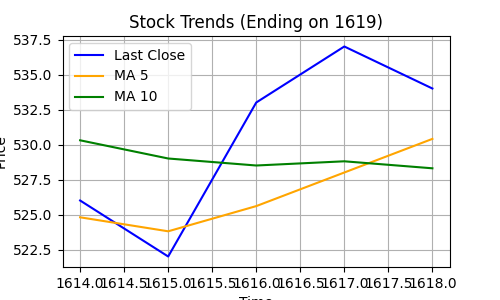 Stock Trends (Ending on 1619)
Last Close
MA 5
MA 10
537.5
535.0
532.5
530.0
527.5
525.0
522.5
Price
1614.0 1614.5 1615.0 1615.5 1616.0 1616.5 1617.0 1617.5 1618.0
Time